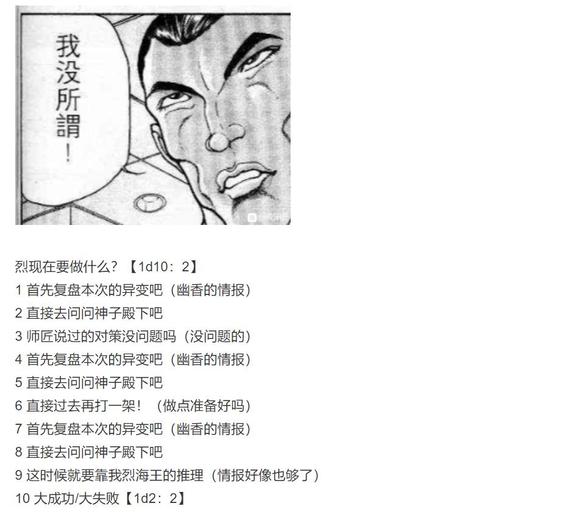 我没所謂！
烈现在要做什么？【1d10：2】
1 首先复盘本次的异变吧（幽香的情报）
2 直接去问问神子殿下吧
3 师匠说过的对策没问题吗（没问题的）
4 首先复盘本次的异变吧（幽香的情报）
5 直接去问问神子殿下吧
6 直接过去再打一架！（做点准备好吗）
7 首先复盘本次的异变吧（幽香的情报）
8 直接去问问神子殿下吧
9 这时候就要靠我烈海王的推理（情报好像也够了）
10 大成功/大失败【1d2：2】